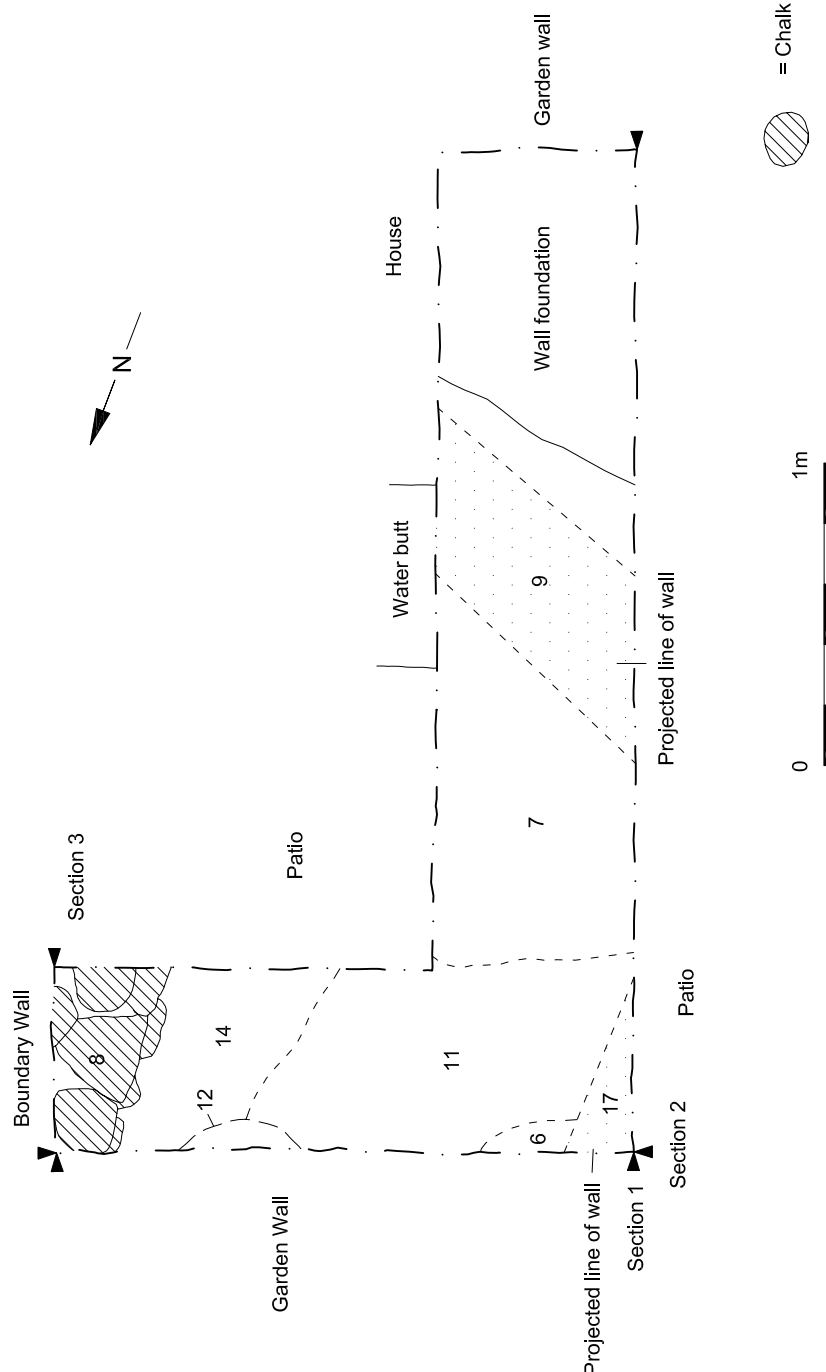 Boundary Wall
Section 3
8
14
12
Patio
Garden Wall
11
6
17
Projected line of wall
Section 1
Section 2
Patio
7
Water butt
9
Projected line of wall
House
Wall foundation
Garden wall
N
0
1m
= Chalk